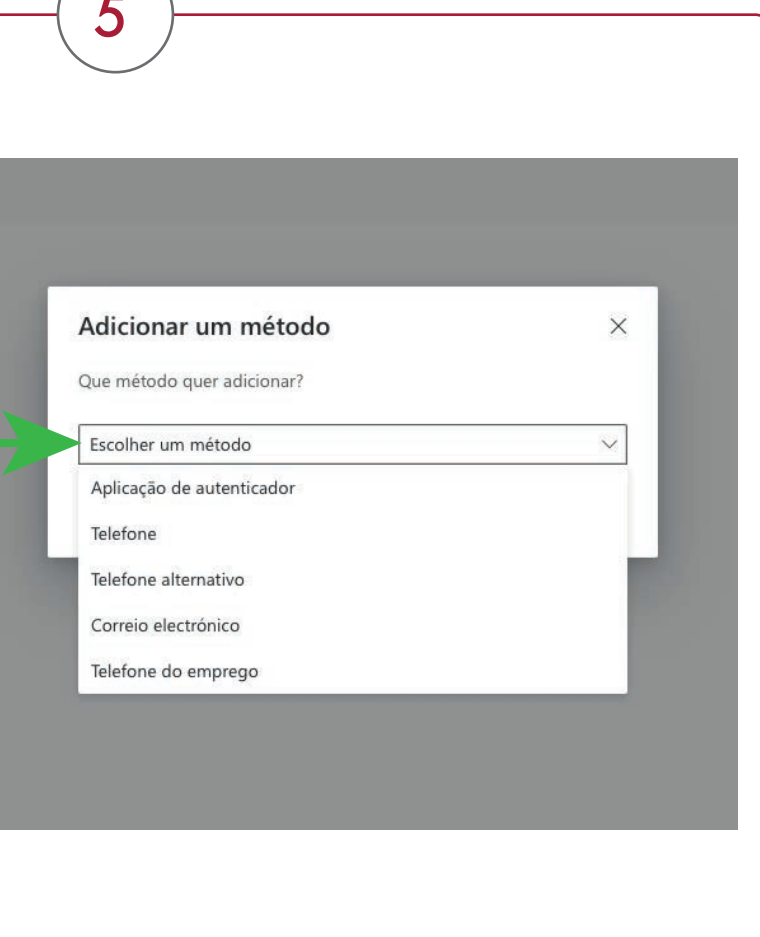 5
Adicionar um método
Que método quer adicionar?
Escolher um método
Aplicação de autenticador
Telefone
Telefone alternativo
Correio electrónico
Telefone do emprego